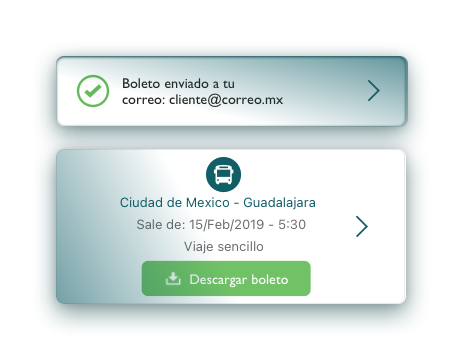 Boleto enviado a tu
correo: cliente@correo.mx
Ciudad de Mexico - Guadalajara
Sale de: 15/Feb/2019 - 5:30
Viaje sencillo
Descargar boleto